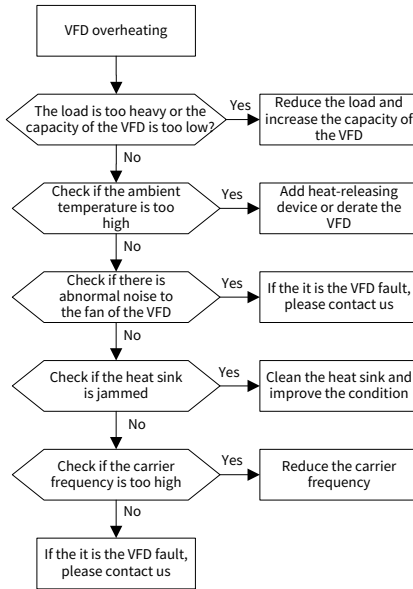 VFD overheating
The load is too heavy or the
capacity of the VFD is too low?
Yes
Reduce the load and
increase the capacity of
the VFD
No
Check if the ambient
temperature is too
high
Yes
Add heat-releasing
device or derate the
VFD
No
Check if there is
abnormal noise to
the fan of the VFD
Yes
If the it is the VFD fault,
please contact us
No
Check if the heat sink
is jammed
Yes
Clean the heat sink and
improve the condition
No
Check if the carrier
frequency is too high
Yes
Reduce the carrier
frequency
No
If the it is the VFD fault,
please contact us